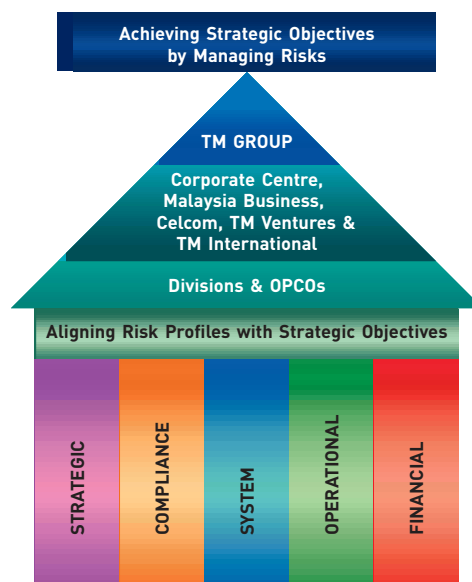 Achieving Strategic Objectives
by Managing Risks
TM GROUP
Corporate Centre,
Malaysia Business,
Celcom, TM Ventures &
TM International
Divisions & OPCOs
Aligning Risk Profiles with Strategic Objectives
STRATEGIC
COMPLIANCE
SYSTEM
OPERATIONAL
FINANCIAL